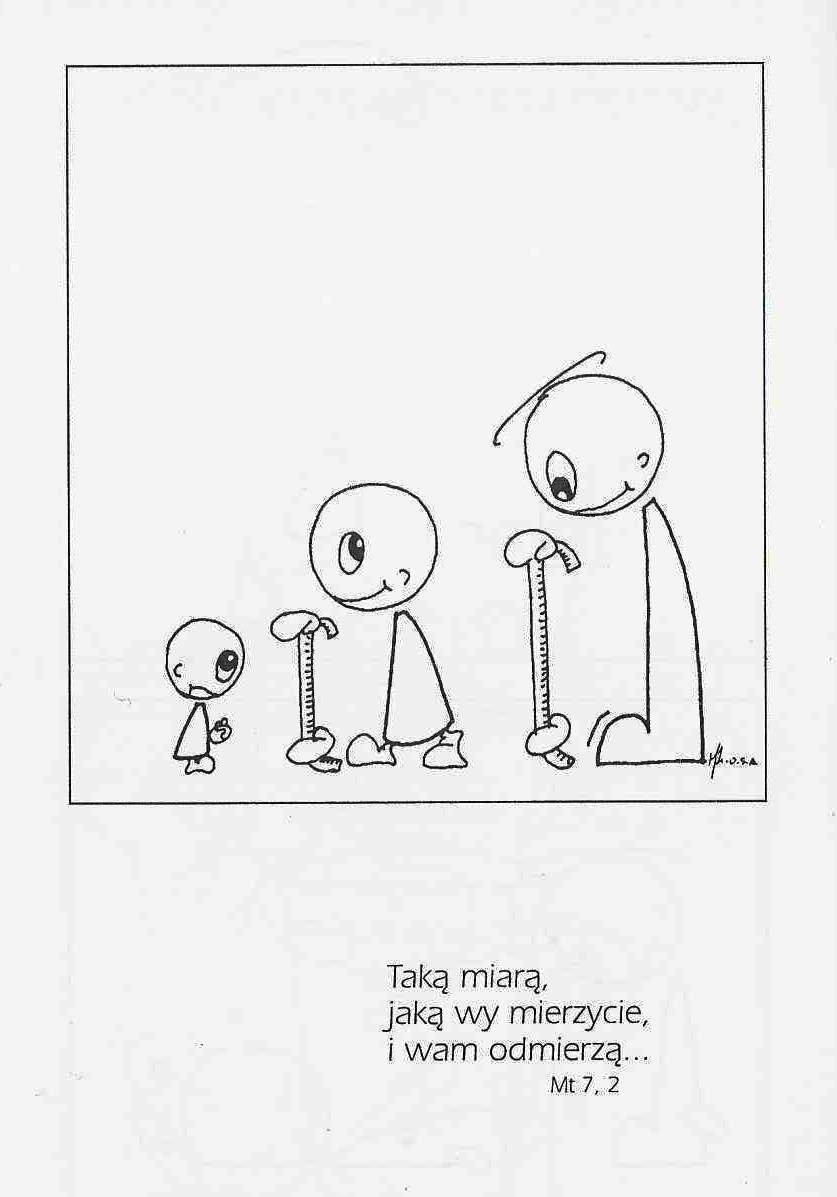 Taką miarą,
jaką wy mierzycie,
i wam odmierzą...
Mt 7, 2